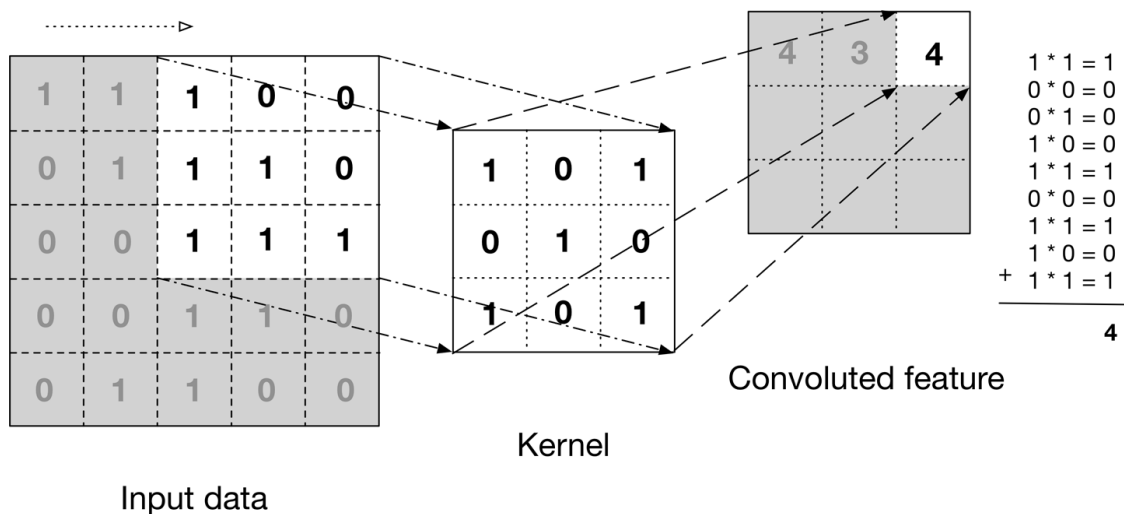 1 1 1 0 0
0 1 1 1 0
0 0 1 1 1
0 0 1 1 0
0 1 1 0 0
Input data
1 0 1
0 1 0
1 0 1
Kernel
4 3 4
Convoluted feature
1 * 1 = 1
0 * 0 = 0
0 * 1 = 0
1 * 0 = 0
1 * 1 = 1
0 * 0 = 0
1 * 1 = 1
1 * 0 = 0
+ 1 * 1 = 1
4